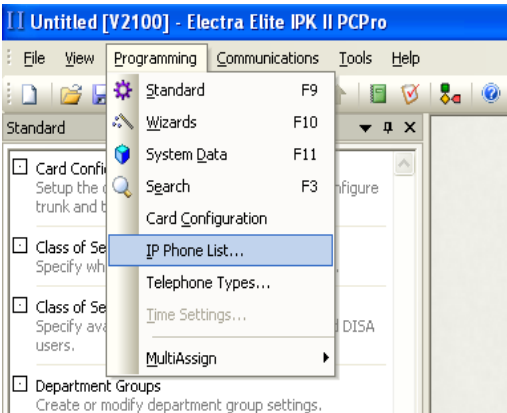 II Untitled [V2100] - Electra Elite IPK II PCPro
File View Programming Communications Tools Help
Standard F9
Wizards F10
System Data F11
Search F3
Card Configuration
IP Phone List...
Telephone Types...
Time Settings...
MultiAssign
Standard
Card Confi
Setup the nfigure
trunk and t
Class of Se
Specify wh
Class of Se
Specify ava DISA
users.
Department Groups
Create or modify department group settings.